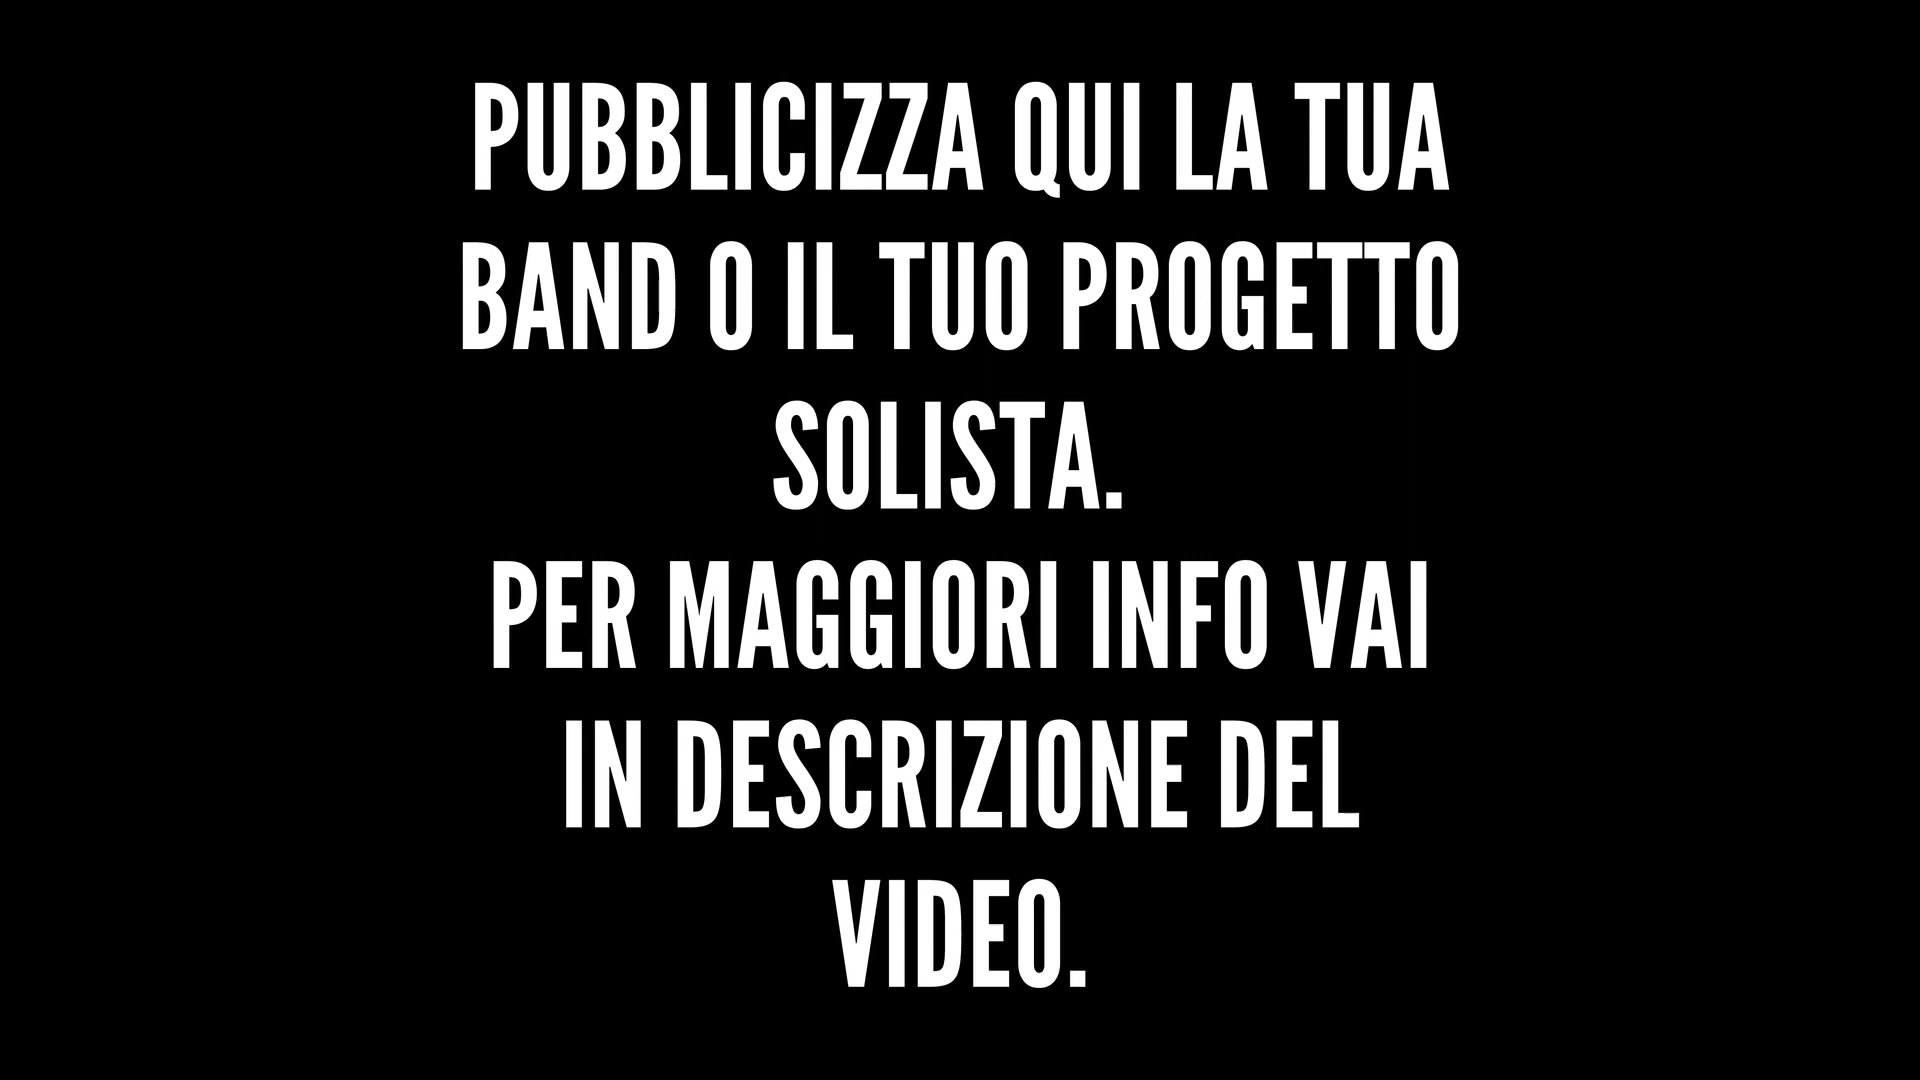 PUBBLICIZZA QUI LA TUA
BAND O IL TUO PROGETTO
SOLISTA.
PER MAGGIORI INFO VAI
IN DESCRIZIONE DEL
VIDEO.